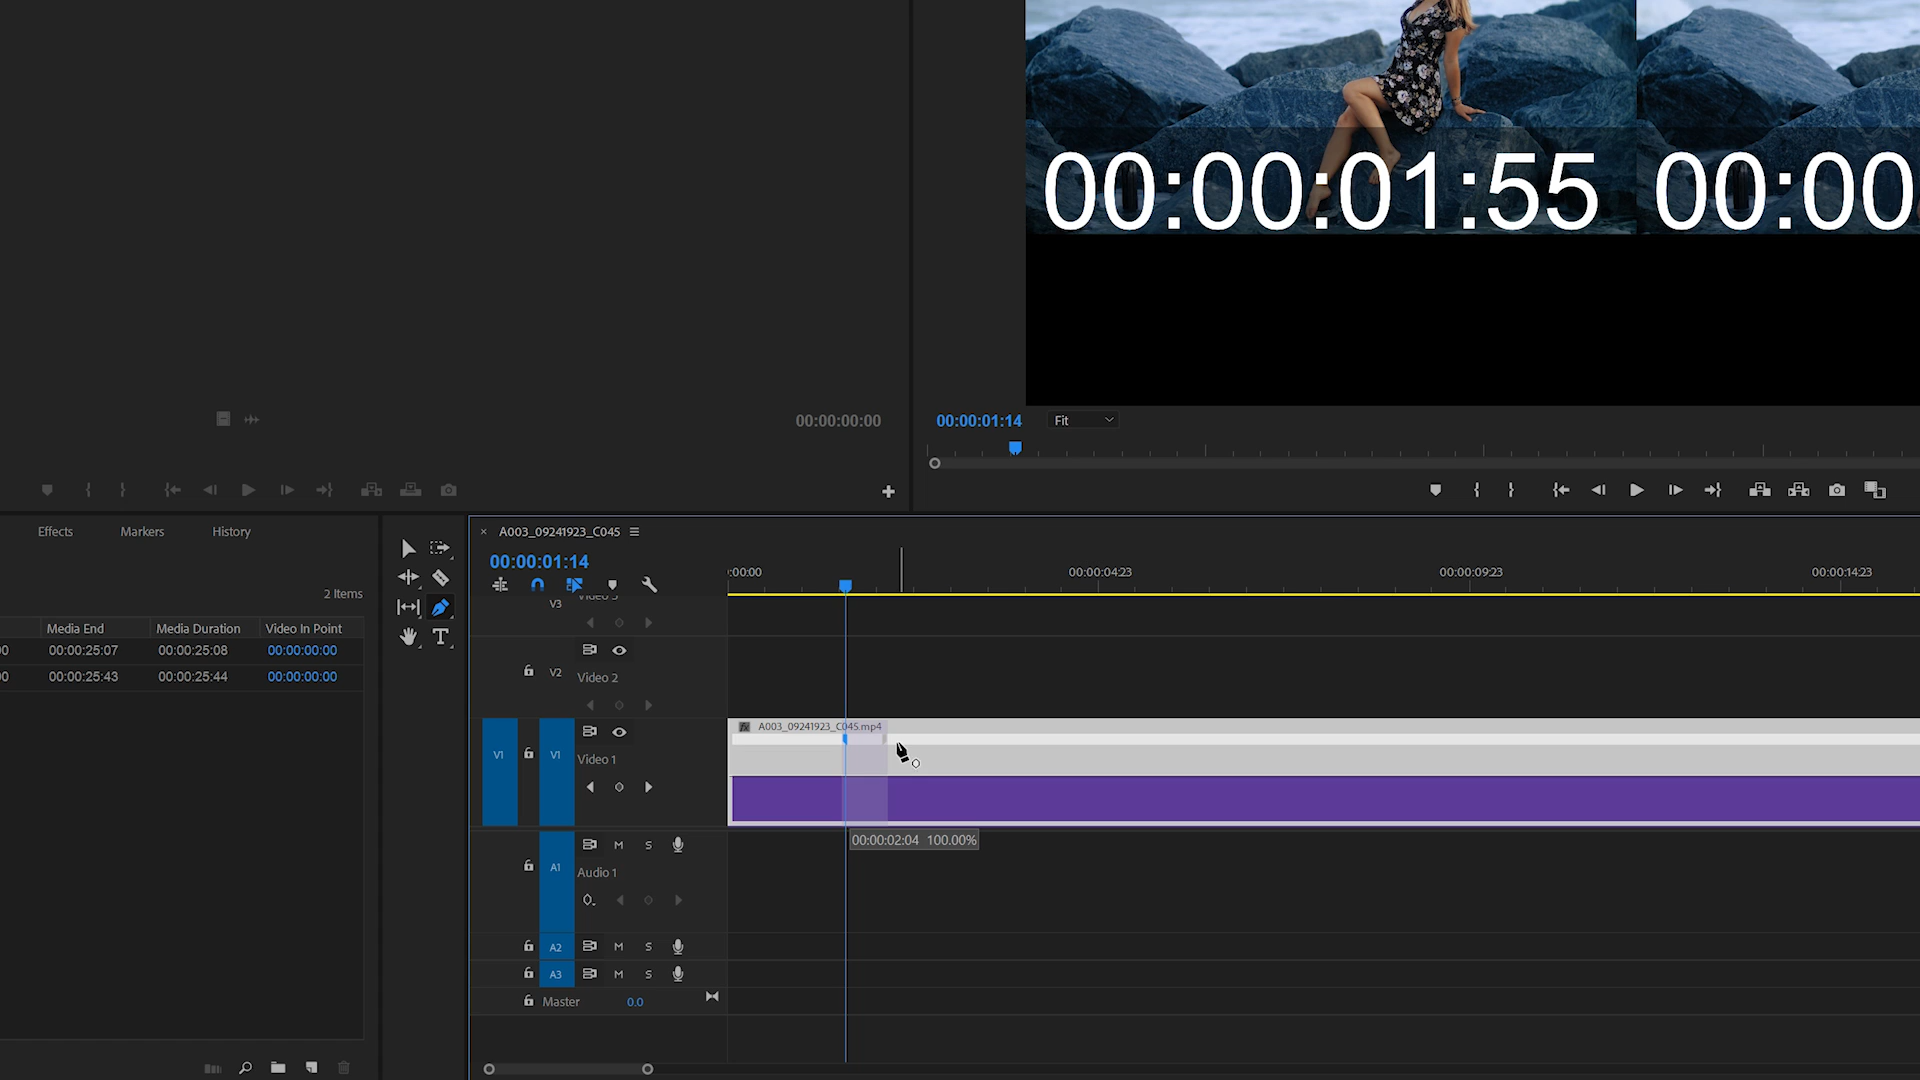 00:00:01:55 00:00
00:00:00:00
00:00:01:14 Fit
Effects Markers History
2 Items
Media End Media Duration Video In Point
0 00:00:25:07 00:00:25:08 00:00:00:00
0 00:00:25:43 00:00:25:44 00:00:00:00
T
× A003_09241923_C045
00:00:01:14
:00:00 00:00:04:23 00:00:09:23 00:00:14:23
V3 Video 3
V2 Video 2
V1 V1 Video 1
fx A003_09241923_C045.mp4
00:00:02:04 100.00%
M S
A1 Audio 1
A2 M S
A3 M S
Master 0.0